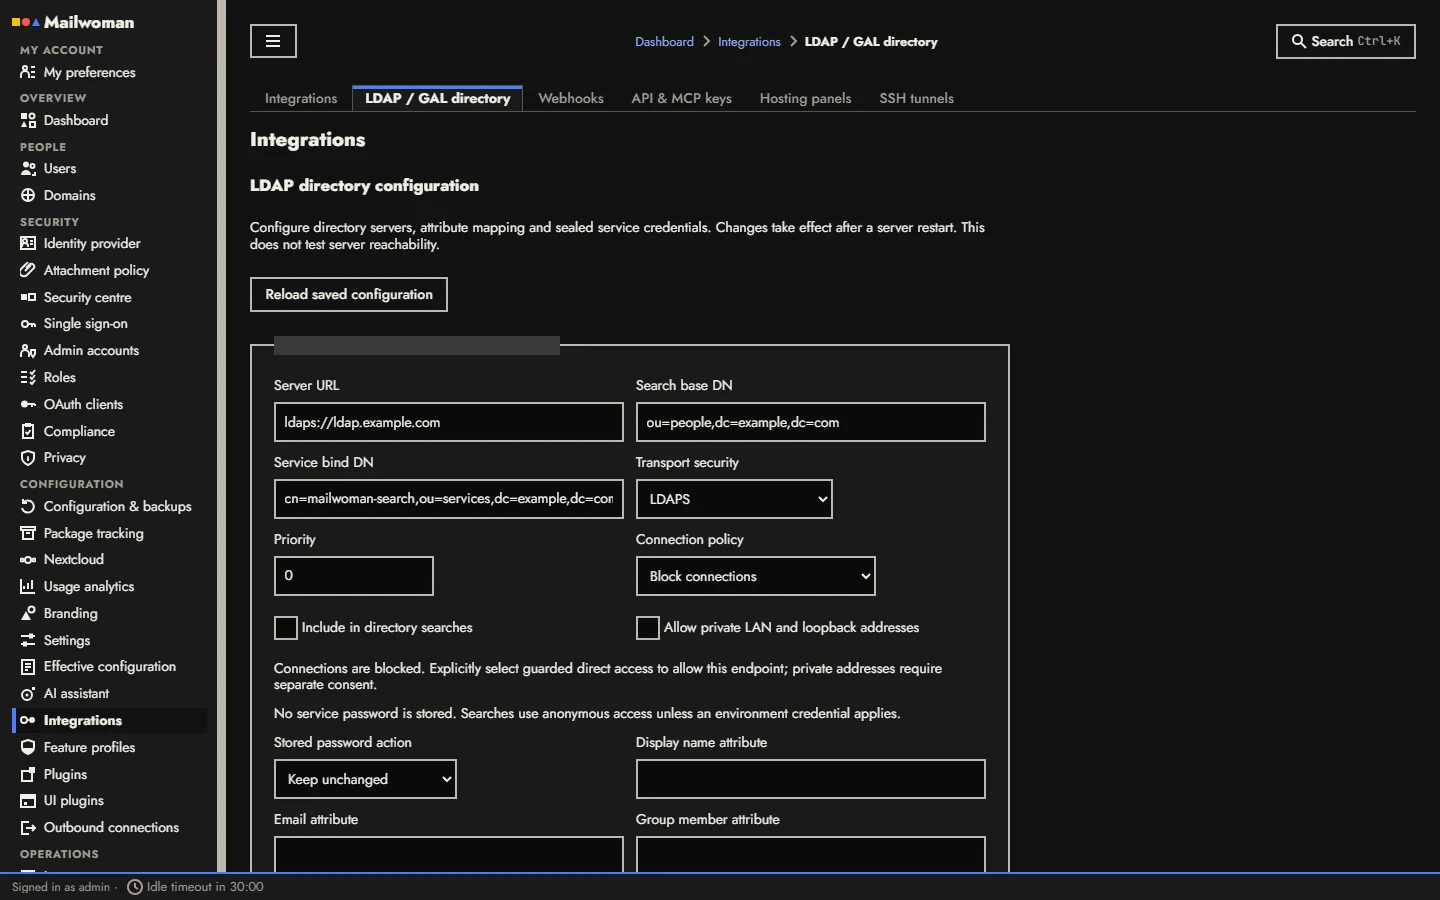 Mailwoman
MY ACCOUNT
My preferences
OVERVIEW
Dashboard
PEOPLE
Users
Domains
SECURITY
Identity provider
Attachment policy
Security centre
Single sign-on
Admin accounts
Roles
OAuth clients
Compliance
Privacy
CONFIGURATION
Configuration & backups
Package tracking
Nextcloud
Usage analytics
Branding
Settings
Effective configuration
AI assistant
Integrations
Feature profiles
Plugins
UI plugins
Outbound connections
OPERATIONS
Dashboard Integrations LDAP / GAL directory
Search Ctrl+K
Integrations LDAP / GAL directory Webhooks API & MCP keys Hosting panels SSH tunnels
Integrations
LDAP directory configuration
Configure directory servers, attribute mapping and sealed service credentials. Changes take effect after a server restart. This
does not test server reachability.
Reload saved configuration
Server URL Search base DN
ldaps://ldap.example.com ou=people,dc=example,dc=com
Service bind DN Transport security
cn=mailwoman-search,ou=services,dc=example,dc=com LDAPS
Priority Connection policy
0 Block connections
Include in directory searches Allow private LAN and loopback addresses
Connections are blocked. Explicitly select guarded direct access to allow this endpoint; private addresses require
separate consent.
No service password is stored. Searches use anonymous access unless an environment credential applies.
Stored password action Display name attribute
Keep unchanged
Email attribute Group member attribute
Signed in as admin · Idle timeout in 30:00